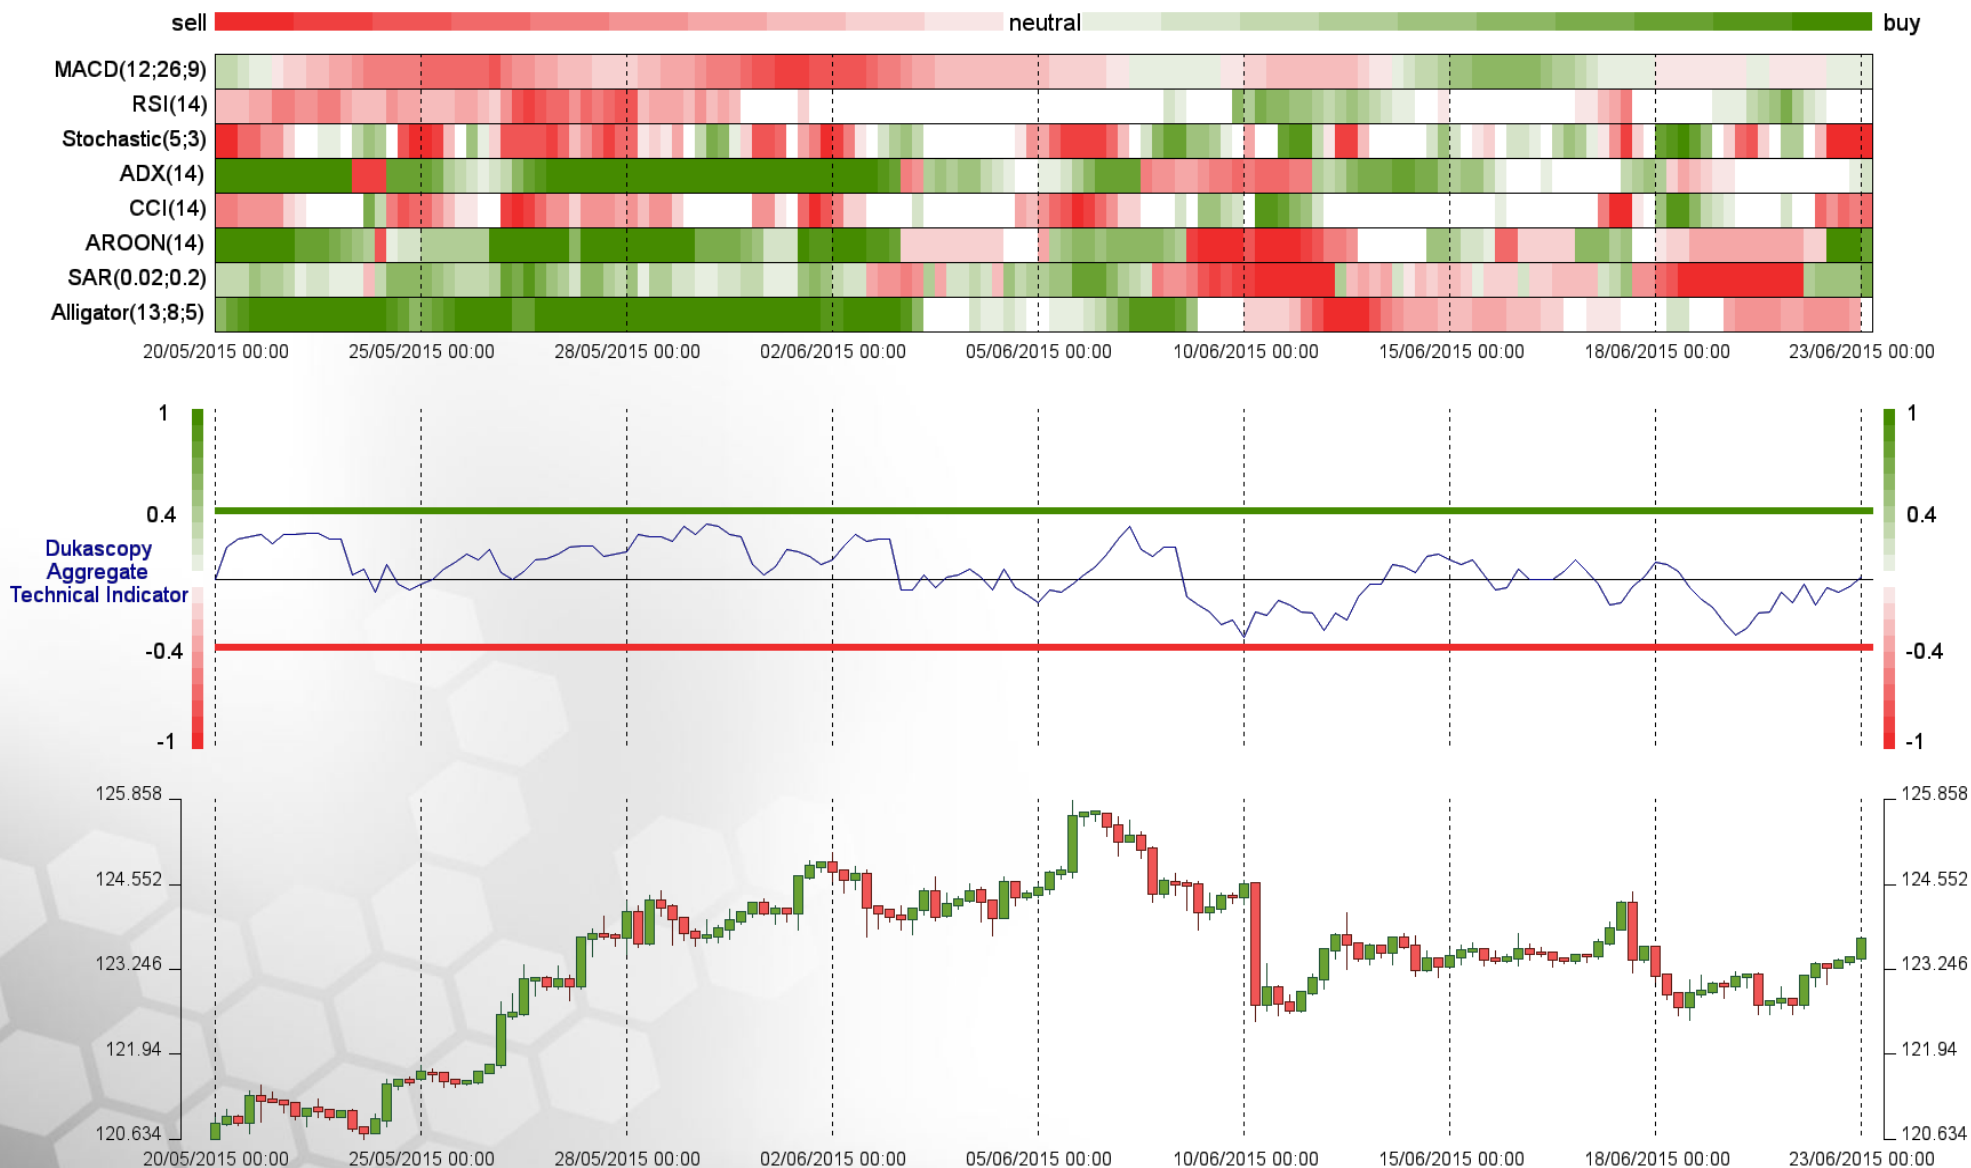 sell neutral buy
MACD(12;26;9)
RSI(14)
Stochastic(5;3)
ADX(14)
CCI(14)
AROON(14)
SAR(0.02;0.2)
Alligator(13;8;5)
20/05/2015 00:00 25/05/2015 00:00 28/05/2015 00:00 02/06/2015 00:00 05/06/2015 00:00 10/06/2015 00:00 15/06/2015 00:00 18/06/2015 00:00 23/06/2015 00:00
1 1
0.4 0.4
Dukascopy
Aggregate
Technical Indicator
-0.4 -0.4
-1 -1
125.858 125.858
124.552 124.552
123.246 123.246
121.94 121.94
120.634 120.634
20/05/2015 00:00 25/05/2015 00:00 28/05/2015 00:00 02/06/2015 00:00 05/06/2015 00:00 10/06/2015 00:00 15/06/2015 00:00 18/06/2015 00:00 23/06/2015 00:00